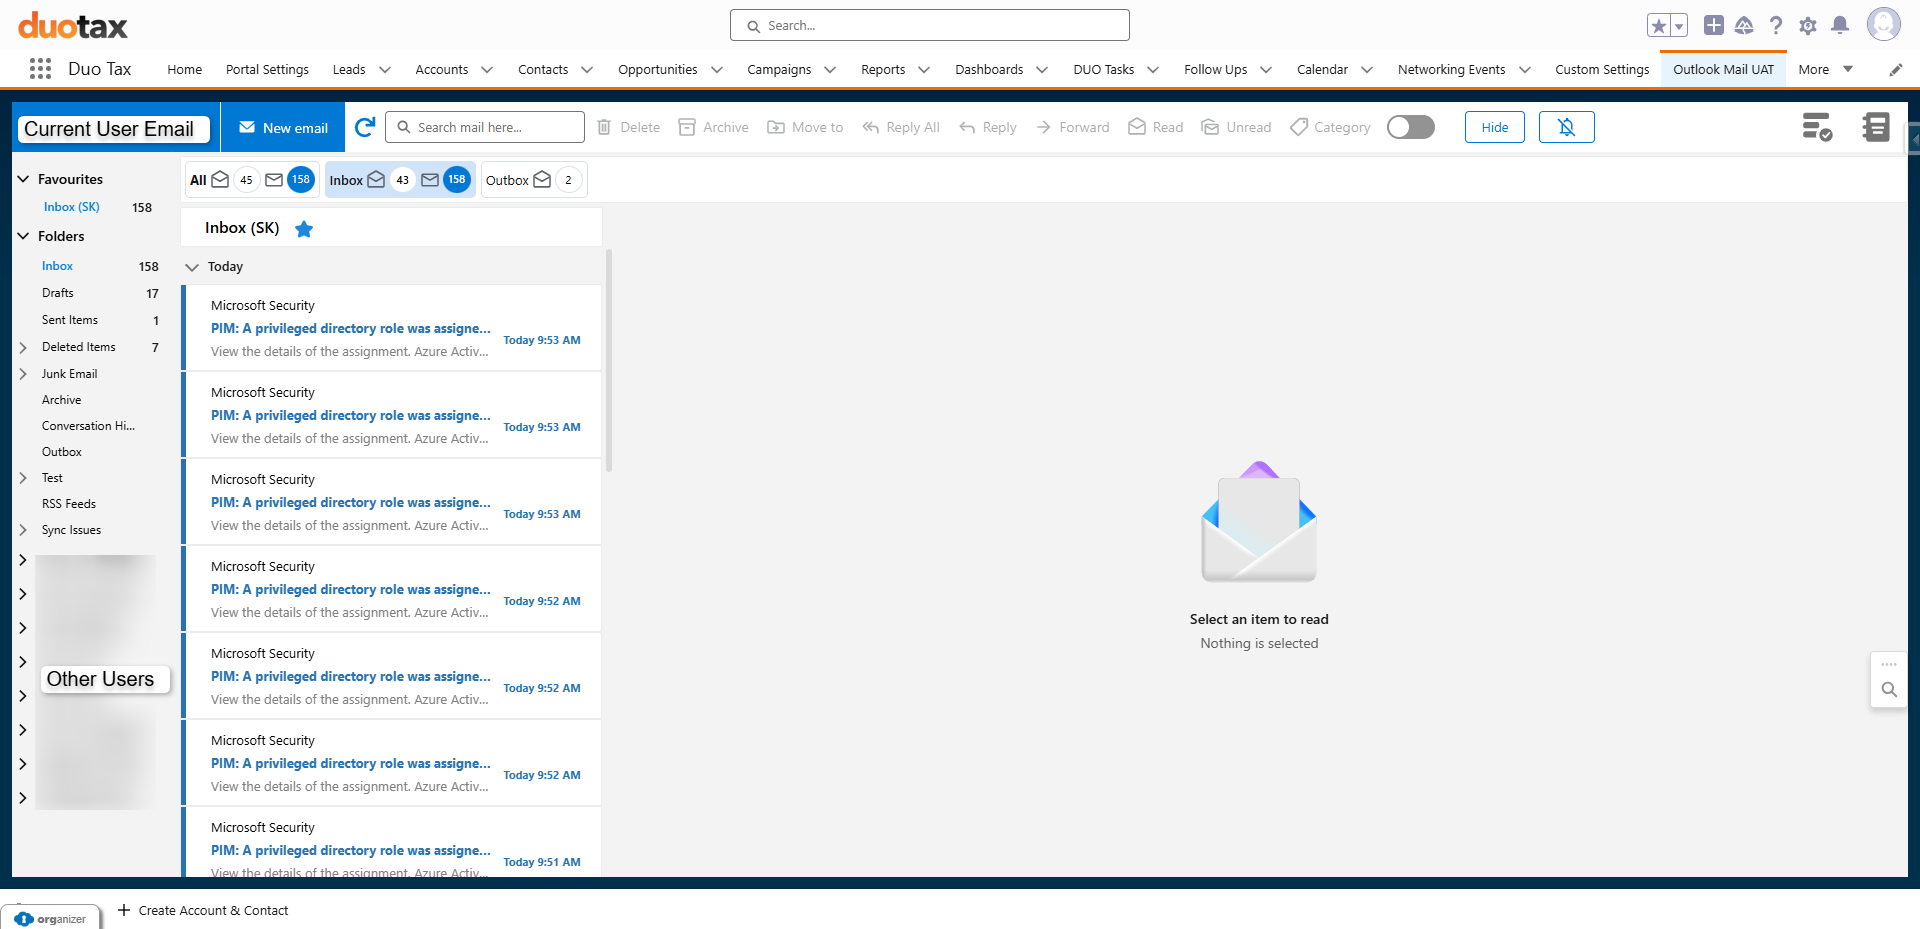 duotax
Search...
Duo Tax
Home
Portal Settings
Leads
Accounts
Contacts
Opportunities
Campaigns
Reports
Dashboards
DUO Tasks
Follow Ups
Calendar
Networking Events
Custom Settings
Outlook Mail UAT
More
Current User Email
New email
Search mail here...
Delete
Archive
Move to
Reply All
Reply
Forward
Read
Unread
Category
Hide
Favourites
Inbox (SK) 158
Folders
Inbox 158
Drafts 17
Sent Items 1
Deleted Items 7
Junk Email
Archive
Conversation Hi...
Outbox
Test
RSS Feeds
Sync Issues
Other Users
All 45 158
Inbox 43 158
Outbox 2
Inbox (SK)
Today
Microsoft Security
PIM: A privileged directory role was assigne...
Today 9:53 AM
View the details of the assignment. Azure Activ...
Microsoft Security
PIM: A privileged directory role was assigne...
Today 9:53 AM
View the details of the assignment. Azure Activ...
Microsoft Security
PIM: A privileged directory role was assigne...
Today 9:53 AM
View the details of the assignment. Azure Activ...
Microsoft Security
PIM: A privileged directory role was assigne...
Today 9:52 AM
View the details of the assignment. Azure Activ...
Microsoft Security
PIM: A privileged directory role was assigne...
Today 9:52 AM
View the details of the assignment. Azure Activ...
Microsoft Security
PIM: A privileged directory role was assigne...
Today 9:52 AM
View the details of the assignment. Azure Activ...
Microsoft Security
PIM: A privileged directory role was assigne...
Today 9:51 AM
View the details of the assignment. Azure Activ...
Select an item to read
Nothing is selected
organizer
Create Account & Contact